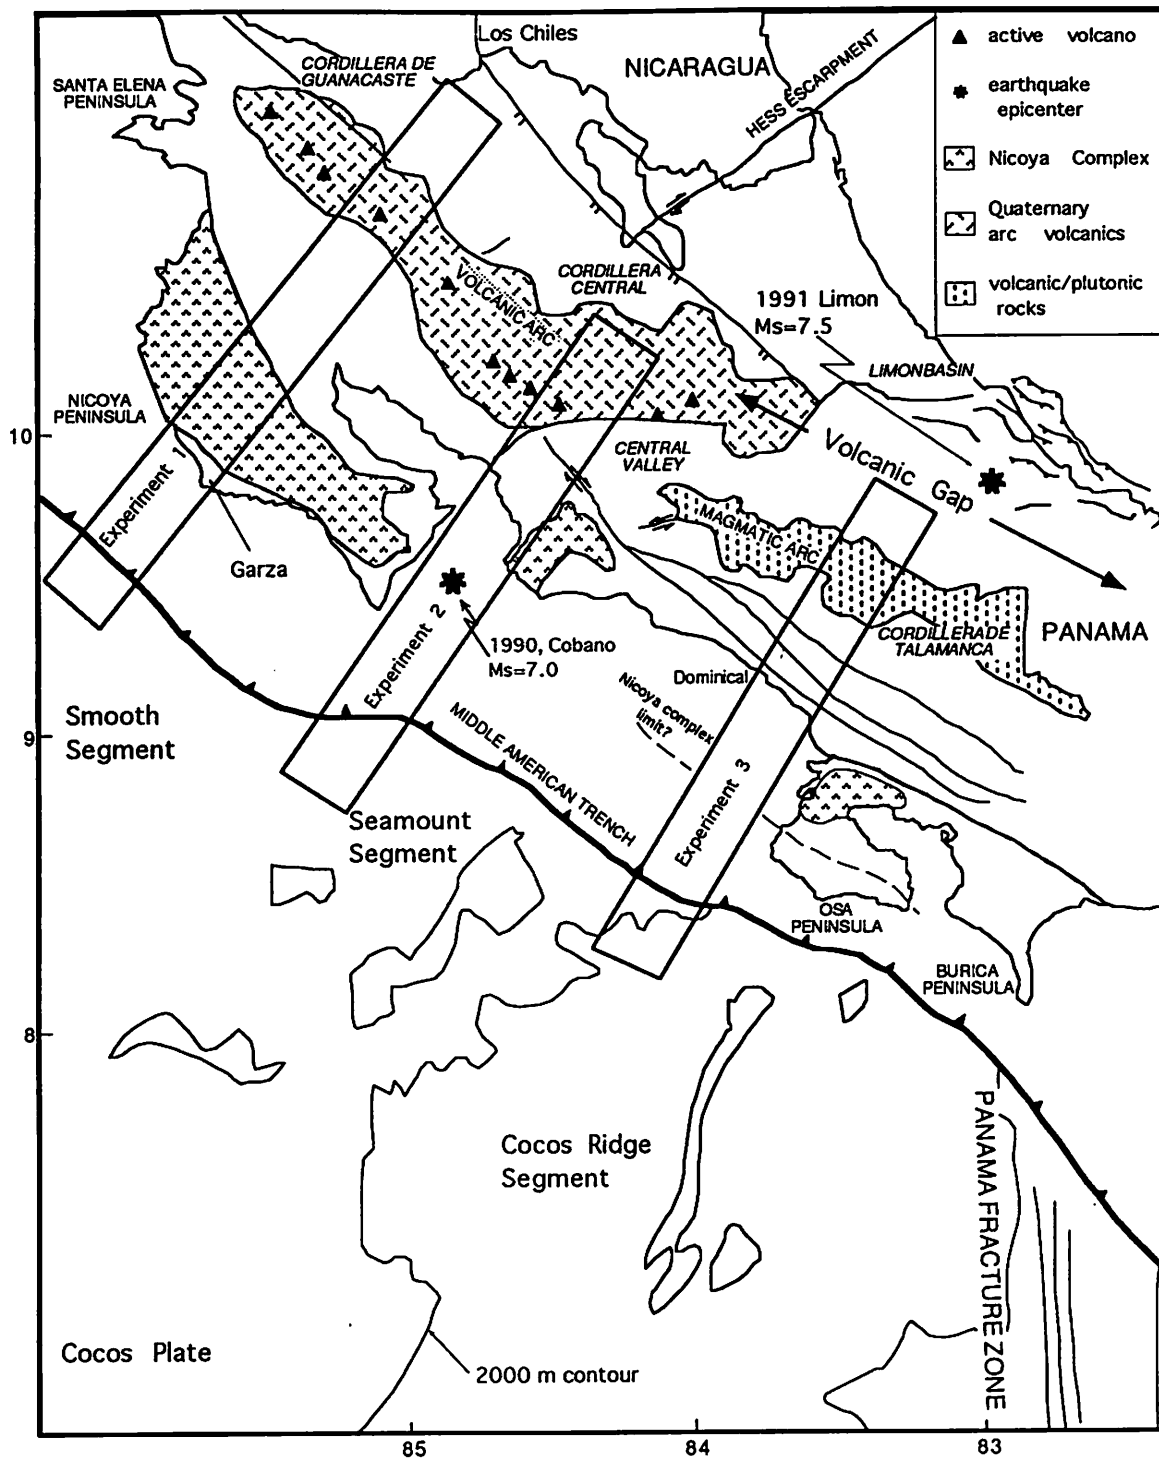 Los Chiles
CORDILLERA DE
GUANACASTE
SANTA ELENA
PENINSULA
NICARAGUA
HESS ESCARPMENT
active volcano
earthquake
epicenter
Nicoya Complex
Quaternary
arc volcanics
volcanic/plutonic
rocks
VOLCANIC ARC
CORDILLERA
CENTRAL
1991 Limon
Ms=7.5
LIMONBASIN
NICOYA
PENINSULA
10
CENTRAL
VALLEY
Volcanic Gap
Experiment 1
Garza
MAGMATIC ARC
PANAMA
CORDILLERA DE
TALAMANCA
Experiment 2
1990, Cobano
Ms=7.0
Dominical
Nicoya complex
limit?
Smooth
Segment
9
MIDDLE AMERICAN TRENCH
Experiment 3
Seamount
Segment
OSA
PENINSULA
BURICA
PENINSULA
8
PANAMA FRACTURE ZONE
Cocos Ridge
Segment
Cocos Plate
2000 m contour
85
84
83